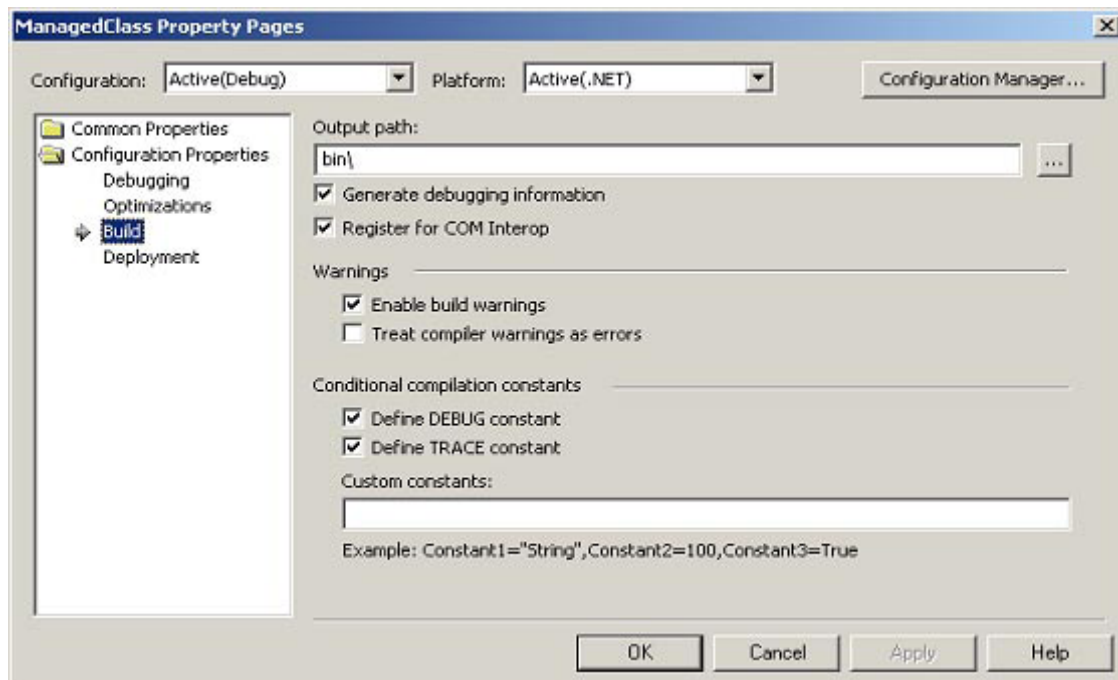 ManagedClass Property Pages
Configuration: Active(Debug) Platform: Active(.NET) Configuration Manager...
Common Properties
Configuration Properties
Debugging
Optimizations
Build
Deployment
Output path:
bin\
...
Generate debugging information
Register for COM Interop
Warnings
Enable build warnings
Treat compiler warnings as errors
Conditional compilation constants
Define DEBUG constant
Define TRACE constant
Custom constants:
Example: Constant1="String",Constant2=100,Constant3=True
OK Cancel Apply Help